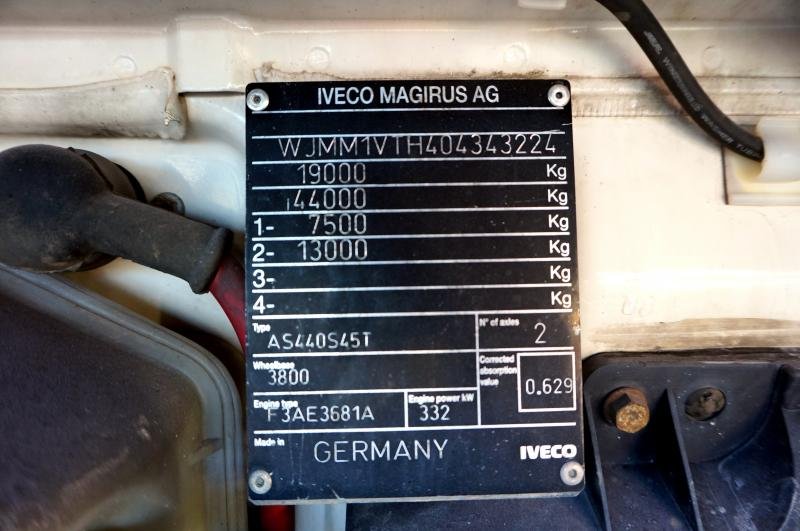 IVECO MAGIRUS AG
WJMM1VTH404343224
19000 Kg
44000 Kg
1- 7500 Kg
2- 13000 Kg
3- Kg
4- Kg
Type
AS440S45T
N° of axles
2
Wheelbase
3800
Corrected
absorption
value
0.629
Engine type
F3AE3681A
Engine power kW
332
Made in
GERMANY
IVECO